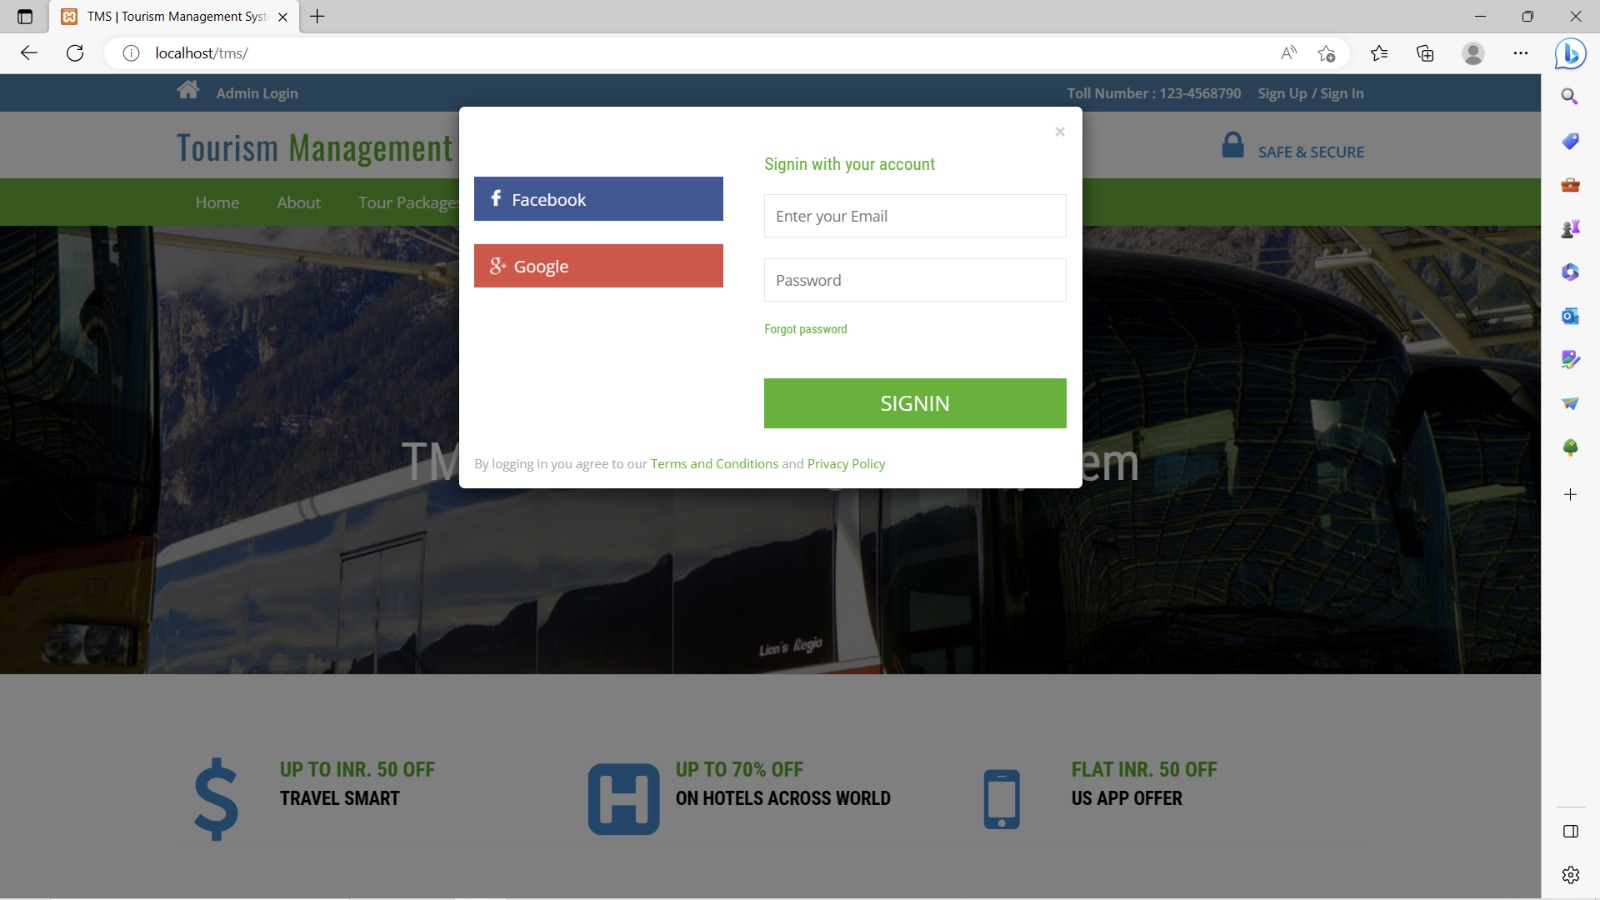 TMS | Tourism Management Syst
localhost/tms/
Admin Login
Toll Number : 123-4568790
Sign Up / Sign In
Tourism Management
SAFE & SECURE
Home
About
Tour Packages
×
Signin with your account
Facebook
Google
Enter your Email
Password
Forgot password
SIGNIN
By logging in you agree to our Terms and Conditions and Privacy Policy
TM
em
Lion's Regio
UP TO INR. 50 OFF
TRAVEL SMART
UP TO 70% OFF
ON HOTELS ACROSS WORLD
FLAT INR. 50 OFF
US APP OFFER